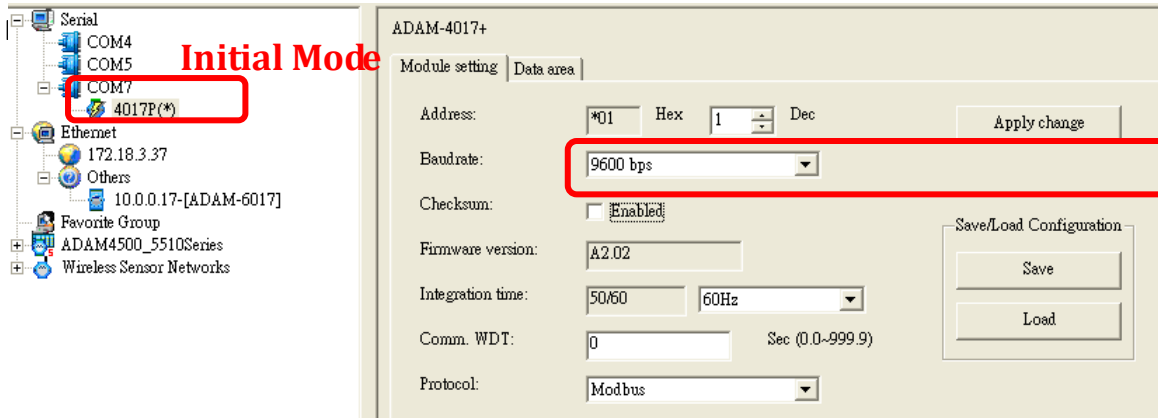 Serial
COM4
COM5
Initial Mode
COM7
4017P(*)
Ethernet
172.18.3.37
Others
10.0.0.17-[ADAM-6017]
Favorite Group
ADAM4500_5510Series
Wireless Sensor Networks
ADAM-4017+
Module setting Data area
Address: *01 Hex 1 Dec Apply change
Baudrate: 9600 bps
Checksum: Enabled
Firmware version: A2.02
Integration time: 50/60 60Hz
Comm. WDT: 0 Sec (0.0~999.9)
Protocol: Modbus
Save/Load Configuration
Save
Load